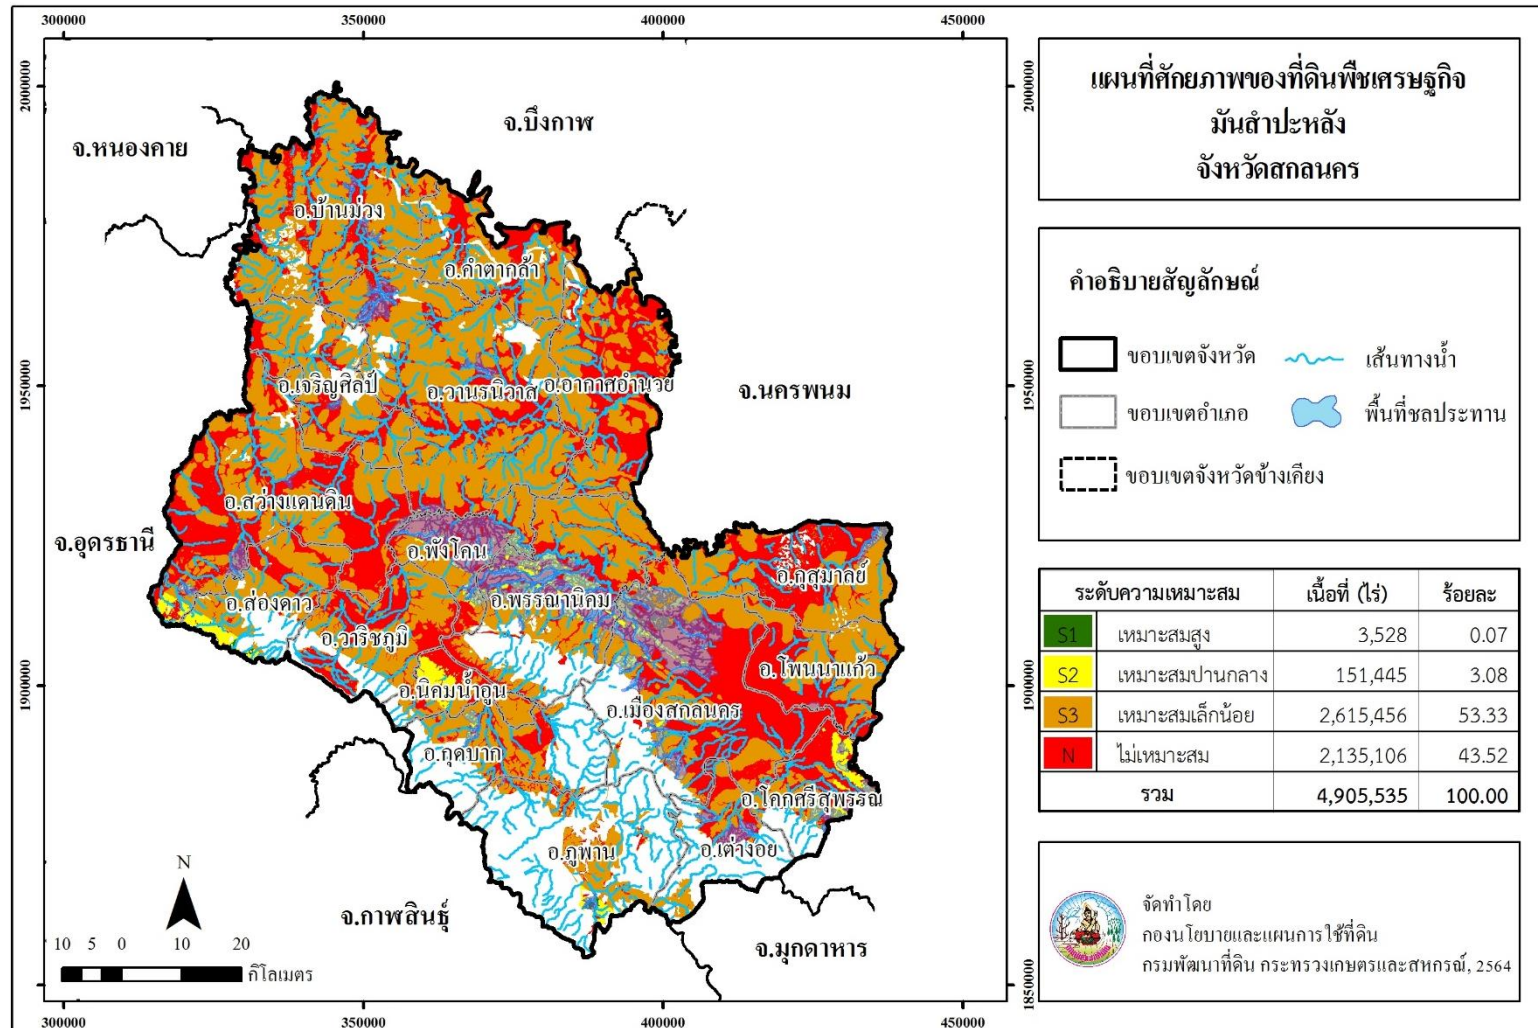 300000
350000
400000
450000
2000000
2000000
1950000
1950000
1900000
1900000
1850000
จ.บึงกาฬ
จ.หนองคาย
อ.บ้านม่วง
อ.คำตากล้า
อ.เจริญศิลป์
อ.วานรนิวาส
อ.อากาศอำนวย
จ.นครพนม
อ.สว่างแดนดิน
จ.อุดรธานี
อ.พังโคน
อ.กุสุมาลย์
อ.ส่องดาว
อ.พรรณานิคม
อ.วาริชภูมิ
อ.โพนนาแก้ว
อ.นิคมน้ำอูน
อ.เมืองสกลนคร
อ.กุดบาก
อ.โคกศรีสุพรรณ
อ.ภูพาน
อ.เต่างอย
จ.กาฬสินธุ์
จ.มุกดาหาร
N
10 5 0 10 20
กิโลเมตร
300000
350000
400000
450000
แผนที่ศักยภาพของที่ดินพืชเศรษฐกิจ
มันสำปะหลัง
จังหวัดสกลนคร
คำอธิบายสัญลักษณ์
ขอบเขตจังหวัด เส้นทางน้ำ
ขอบเขตอำเภอ พื้นที่ชลประทาน
ขอบเขตจังหวัดข้างเคียง
ระดับความเหมาะสม เนื้อที่ (ไร่) ร้อยละ
S1 เหมาะสมสูง 3,528 0.07
S2 เหมาะสมปานกลาง 151,445 3.08
S3 เหมาะสมเล็กน้อย 2,615,456 53.33
N ไม่เหมาะสม 2,135,106 43.52
รวม 4,905,535 100.00
จัดทำโดย
กองนโยบายและแผนการใช้ที่ดิน
กรมพัฒนาที่ดิน กระทรวงเกษตรและสหกรณ์, 2564